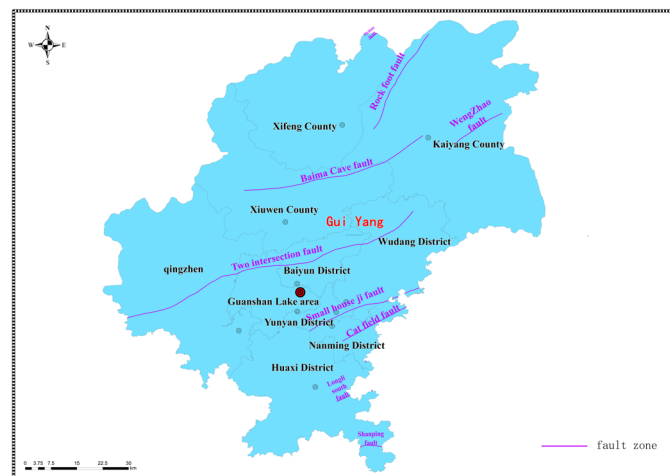 N
W E
S
Rock foot fault
WengZhao
fault
Xifeng County
Kaiyang County
Baima Cave fault
Xiuwen County
Gui Yang
Wudang District
Two intersection fault
qingzhen
Baiyun District
Guanshan Lake area
Small house ji fault
Yunyan District
Cat field fault
Nanming District
Huaxi District
Longli
south
fault
Shanping
fault
fault zone
0 3.75 7.5 15 22.5 30
km